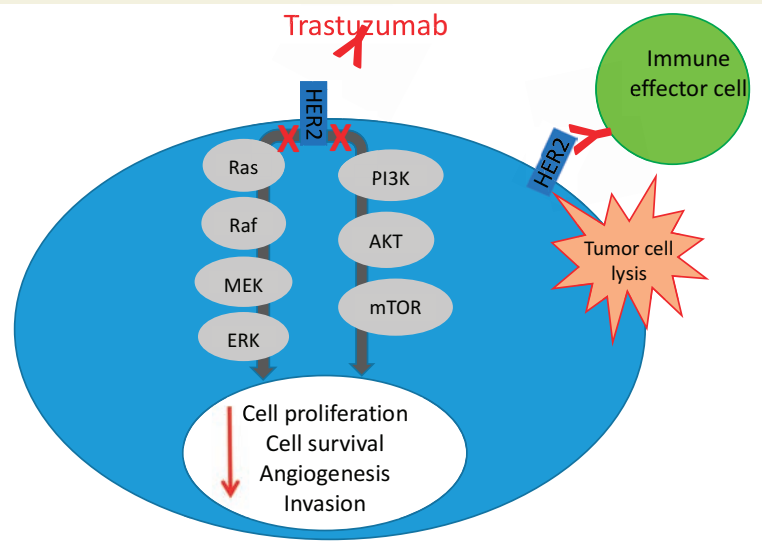 Trastuzumab
HER2
Immune
effector cell
HER2
Ras
PI3K
Raf
AKT
Tumor cell
lysis
MEK
mTOR
ERK
Cell proliferation
Cell survival
Angiogenesis
Invasion